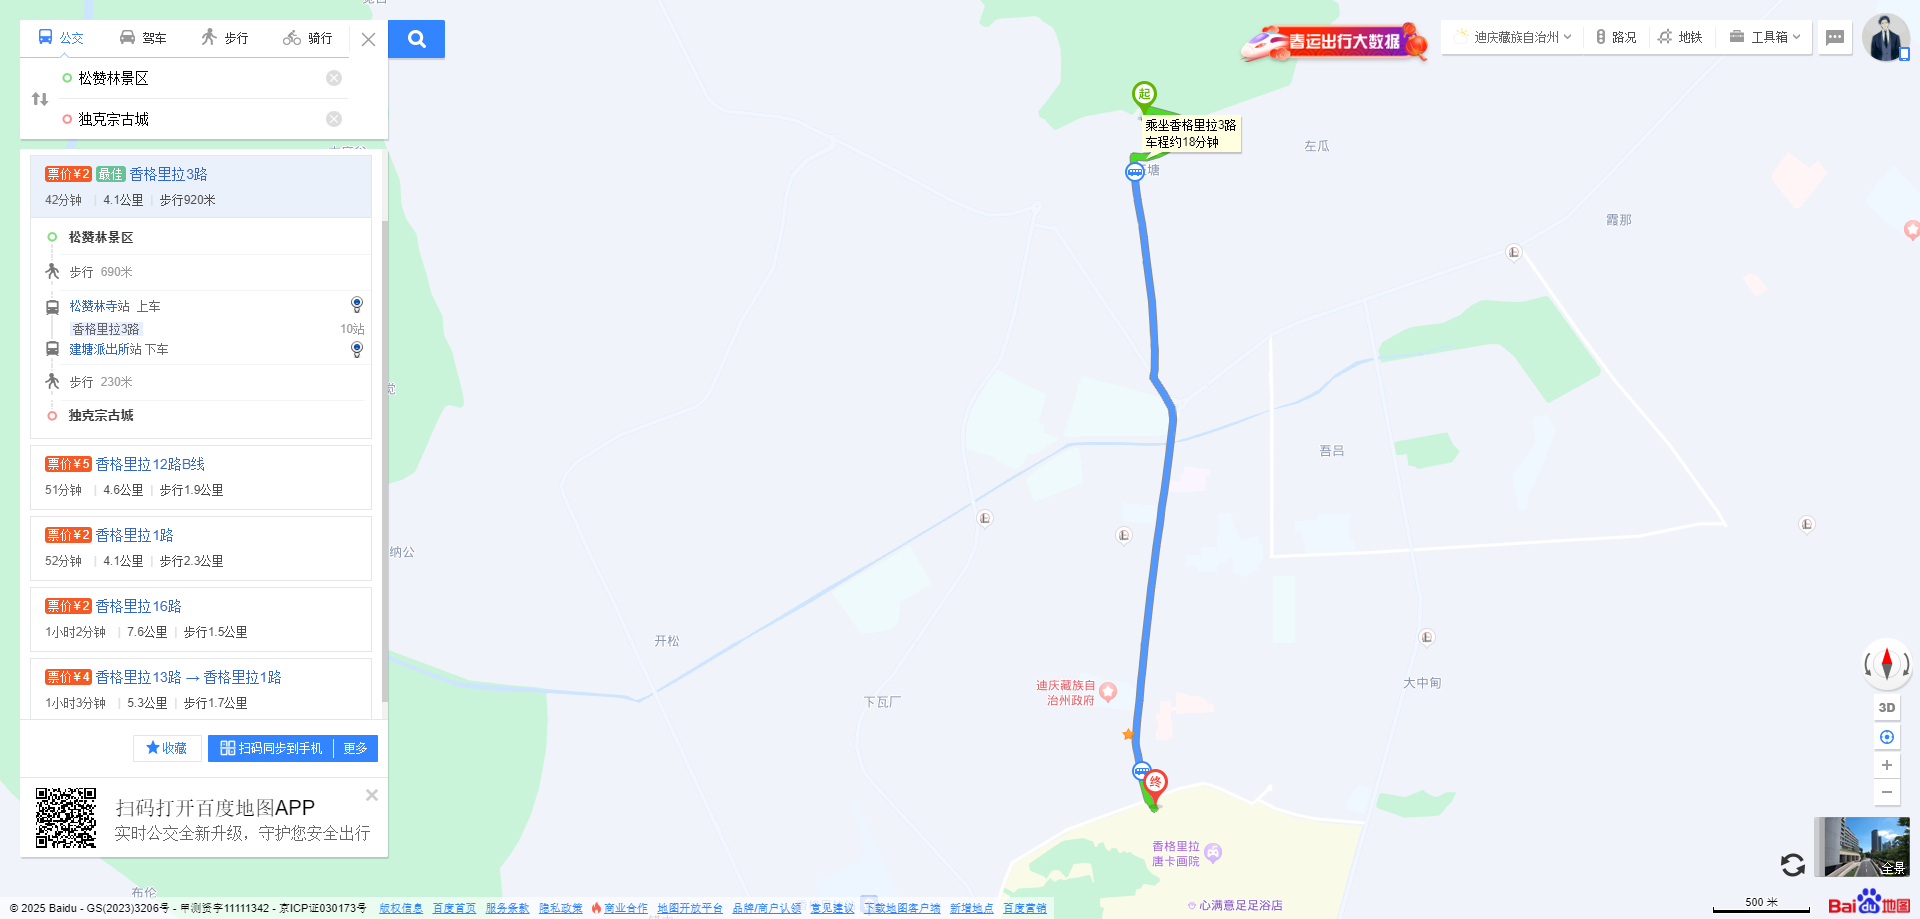 公交 驾车 步行 骑行
松赞林景区
独克宗古城
票价¥2 最佳 香格里拉3路
42分钟 | 4.1公里 | 步行920米
松赞林景区
步行 690米
松赞林寺站 上车
香格里拉3路 10站
建塘派出所站 下车
步行 230米
独克宗古城
票价¥5 香格里拉12路B线
51分钟 | 4.6公里 | 步行1.9公里
票价¥2 香格里拉1路
52分钟 | 4.1公里 | 步行2.3公里
票价¥2 香格里拉16路
1小时2分钟 | 7.6公里 | 步行1.5公里
票价¥4 香格里拉13路 → 香格里拉1路
1小时3分钟 | 5.3公里 | 步行1.7公里
收藏 扫码同步到手机 更多
扫码打开百度地图APP
实时公交全新升级，守护您安全出行
春运出行大数据
迪庆藏族自治州 路况 地铁 工具箱
起
乘坐香格里拉3路
车程约18分钟
塘
左瓜
霞那
吾吕
纳公
开松
下瓦厂
大中甸
迪庆藏族自
治州政府
终
香格里拉
唐卡画院
心满意足足浴店
布伦
3D
全景
500 米
Bai du 地图
© 2025 Baidu - GS(2023)3206号 - 甲测资字11111342 - 京ICP证030173号 版权信息 百度首页 服务条款 隐私政策 商业合作 地图开放平台 品牌/商户认领 意见建议 下载地图客户端 新增地点 百度营销